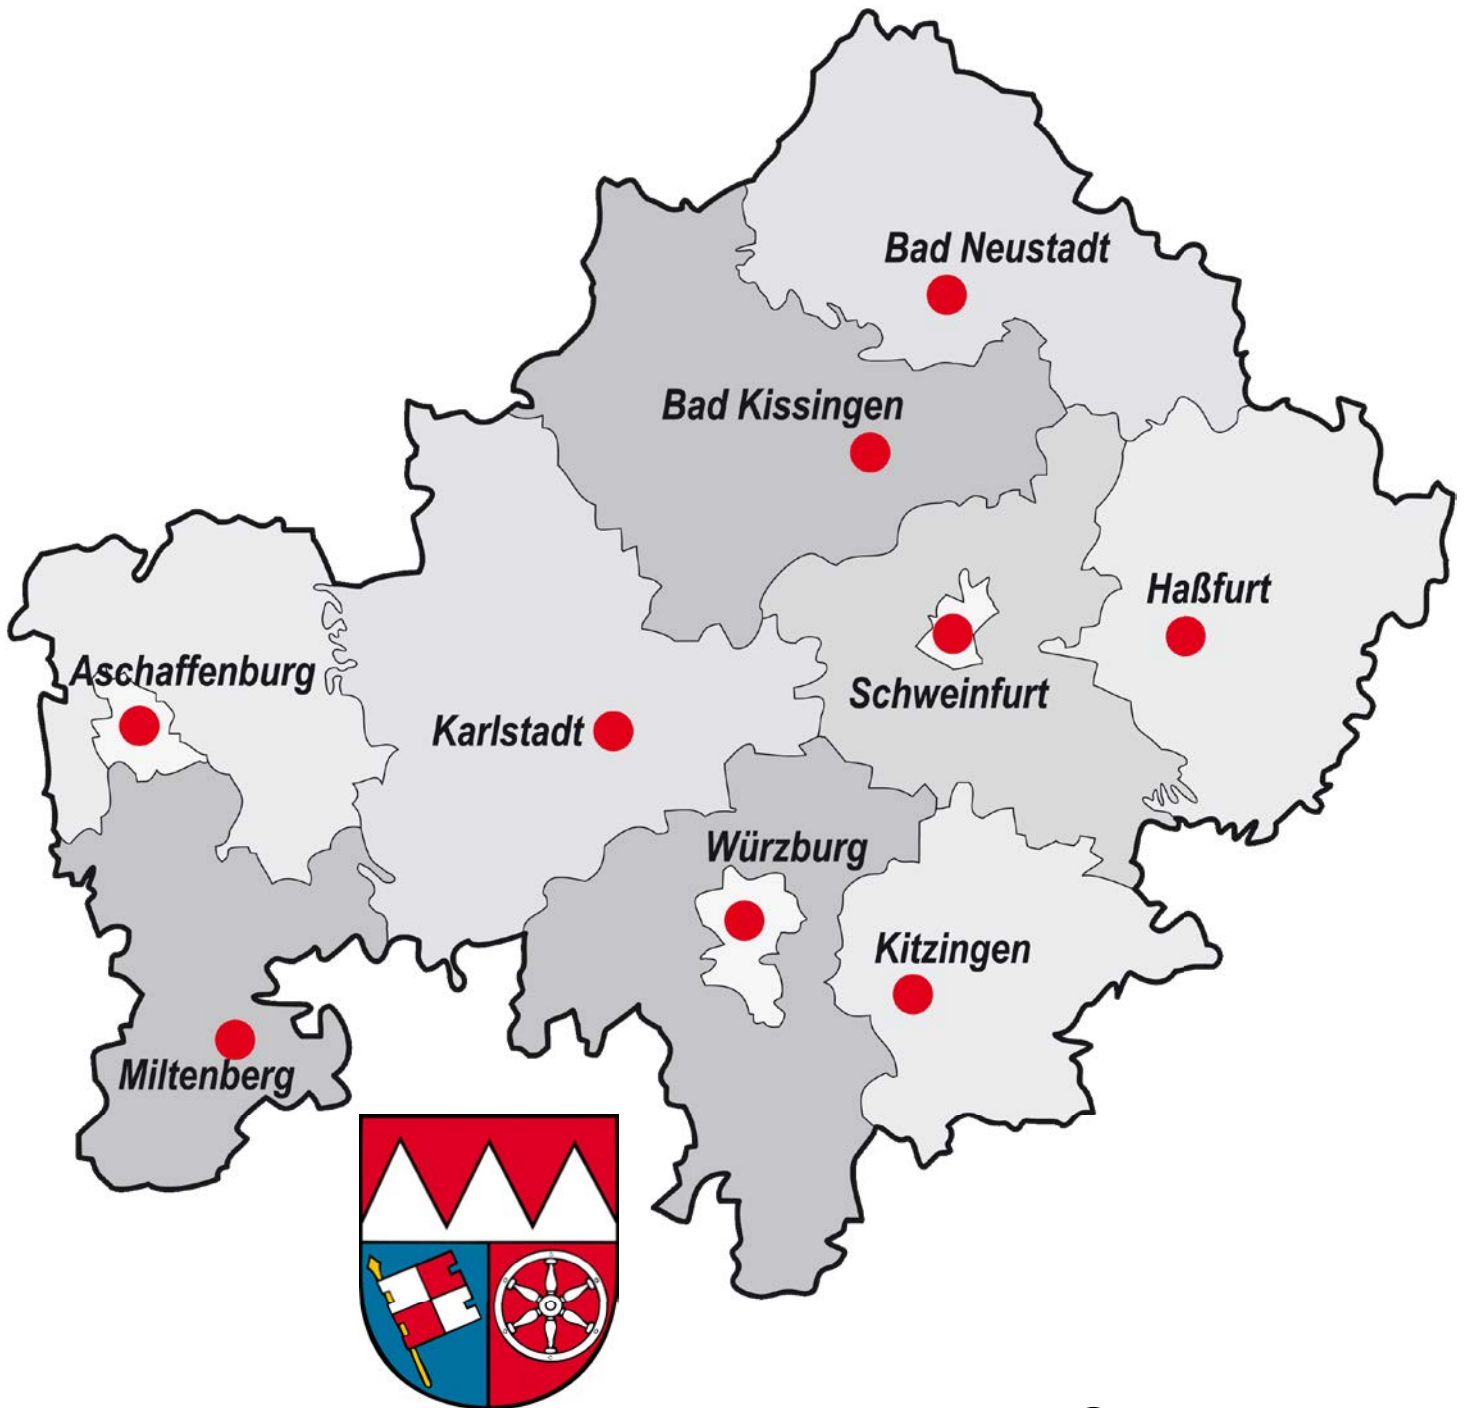 Bad Neustadt
Bad Kissingen
Haßfurt
Aschaffenburg
Schweinfurt
Karlstadt
Würzburg
Kitzingen
Miltenberg